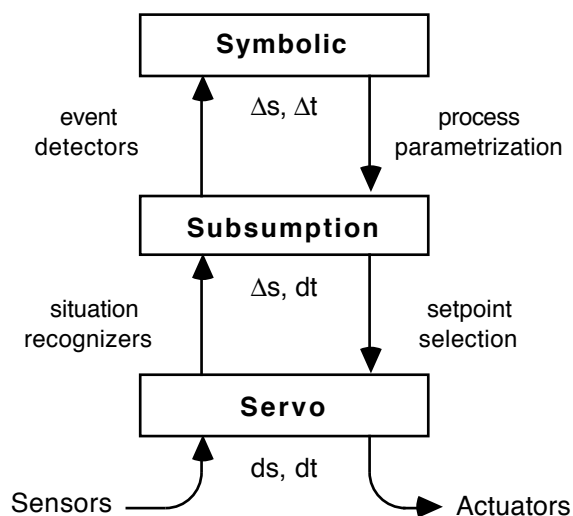 Symbolic
event
detectors
Δs, Δt
process
parametrization
Subsumption
situation
recognizers
Δs, dt
setpoint
selection
Servo
ds, dt
Sensors
Actuators